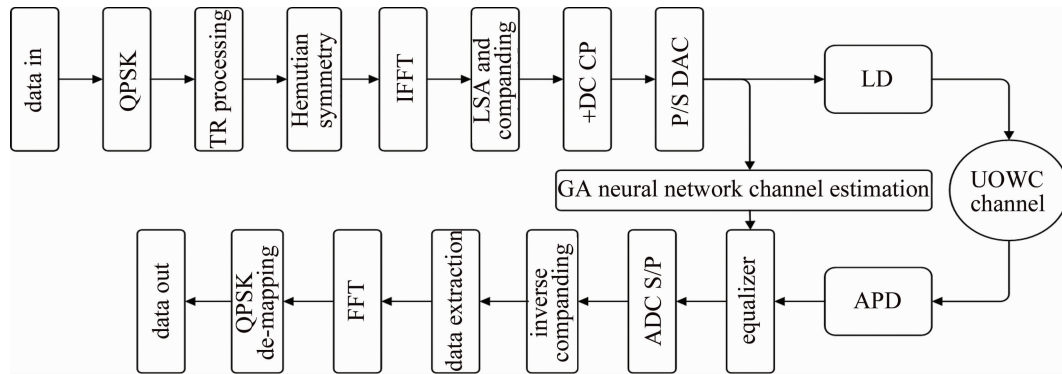 data in
QPSK
TR processing
Hemutian
symmetry
IFFT
LSA and
companding
+DC CP
P/S DAC
LD
GA neural network channel estimation
UOWC
channel
data out
QPSK
de-mapping
FFT
data extraction
inverse
companding
ADC S/P
equalizer
APD